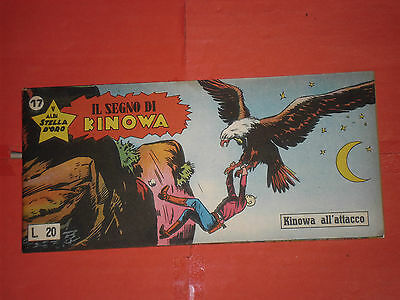 17
ALBI
STELLA
D'ORO
IL SEGNO DI
KINOWA
Kinowa all'attacco
L. 20